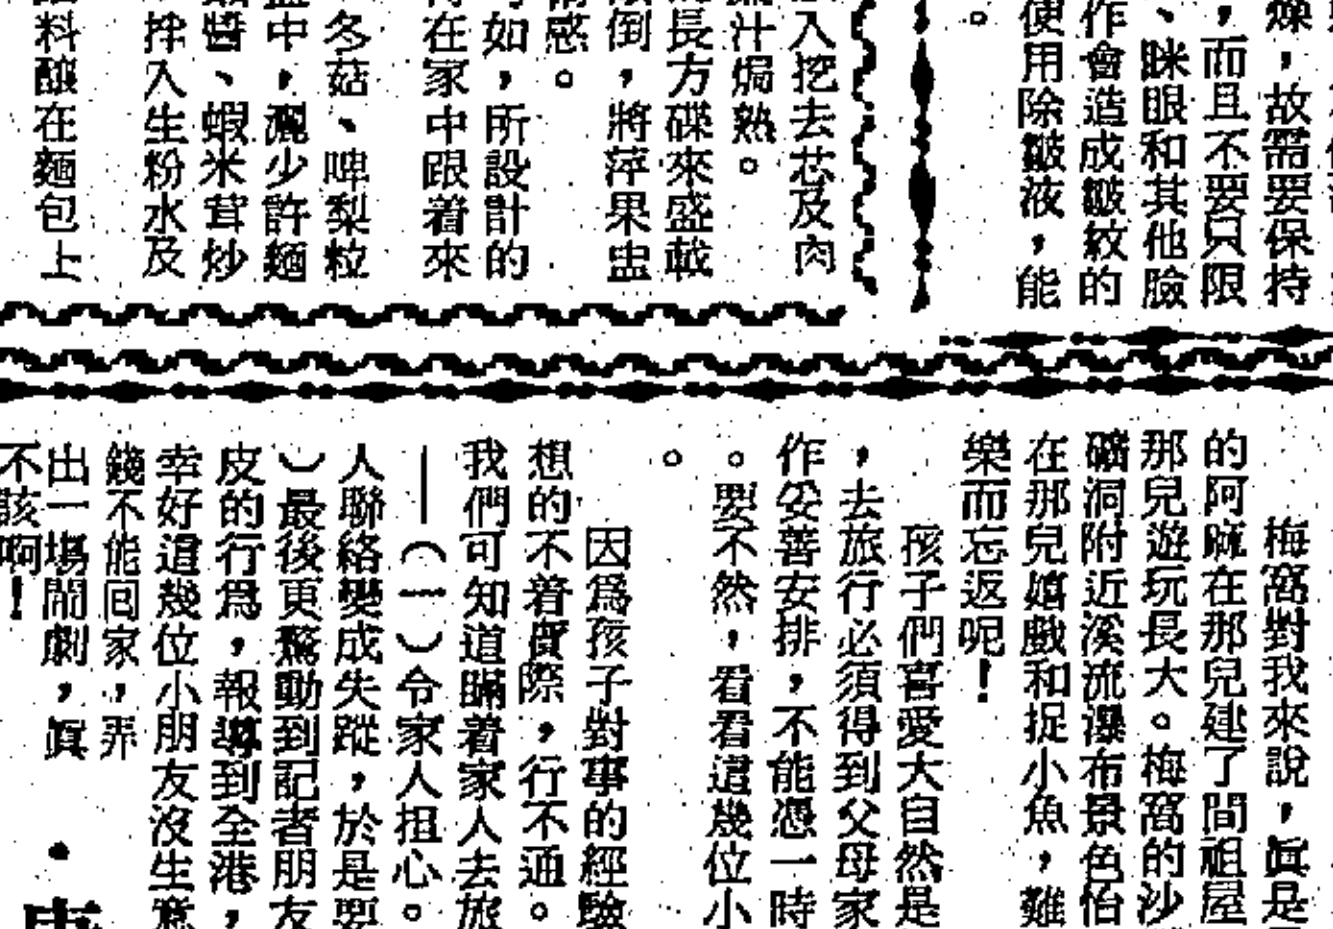 燥，故需要保持
，而且不要只限
、眯眼和其他臉
作會造成皺紋的
使用除皺液，能
。
入挖去芯及肉
汁焗熟。
長方碟來盛載
倒，將萍果盅
感。
如，所設計的
在家中跟着來
冬菇、啤梨粒
中，灑少許麵
醬、蝦米茸炒
拌入生粉水及
料釀在麵包上
梅窩對我來說，眞是
的阿嫲在那兒建了間祖屋
那兒遊玩長大。梅窩的沙
礦洞附近溪流瀑布景色怡
在那兒嬉戲和捉小魚，難
樂而忘返呢！
孩子們喜愛大自然是
，去旅行必須得到父母家
作妥善安排，不能憑一時
。要不然，看看這幾位小
。
因爲孩子對事的經驗
想的不着實際，行不通。
我們可知道瞞着家人去旅
——（一）令家人担心。
人聯絡變成失蹤，於是要
）最後更驚動到記者朋友
皮的行爲，報導到全港，
幸好這幾位小朋友沒生意
錢不能回家，弄
出一場鬧劇，眞
不該啊！